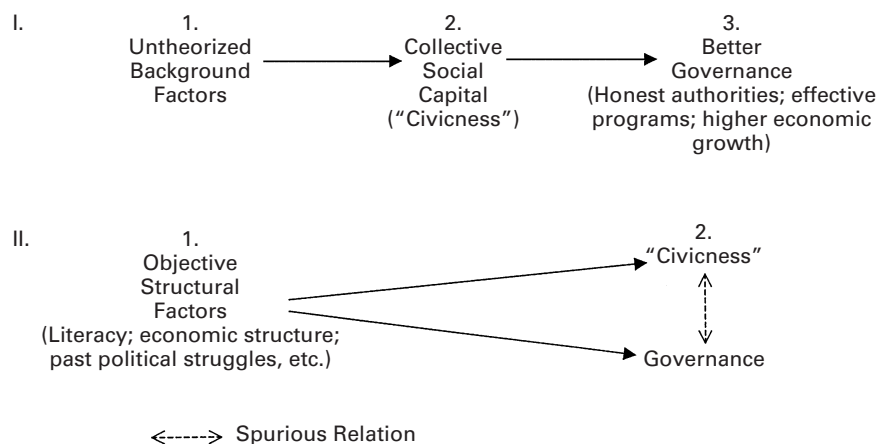 I.
1.
Untheorized
Background
Factors
2.
Collective
Social
Capital
(“Civicness”)
3.
Better
Governance
(Honest authorities; effective
programs; higher economic
growth)
II.
1.
Objective
Structural
Factors
(Literacy; economic structure;
past political struggles, etc.)
2.
“Civicness”
Governance
Spurious Relation